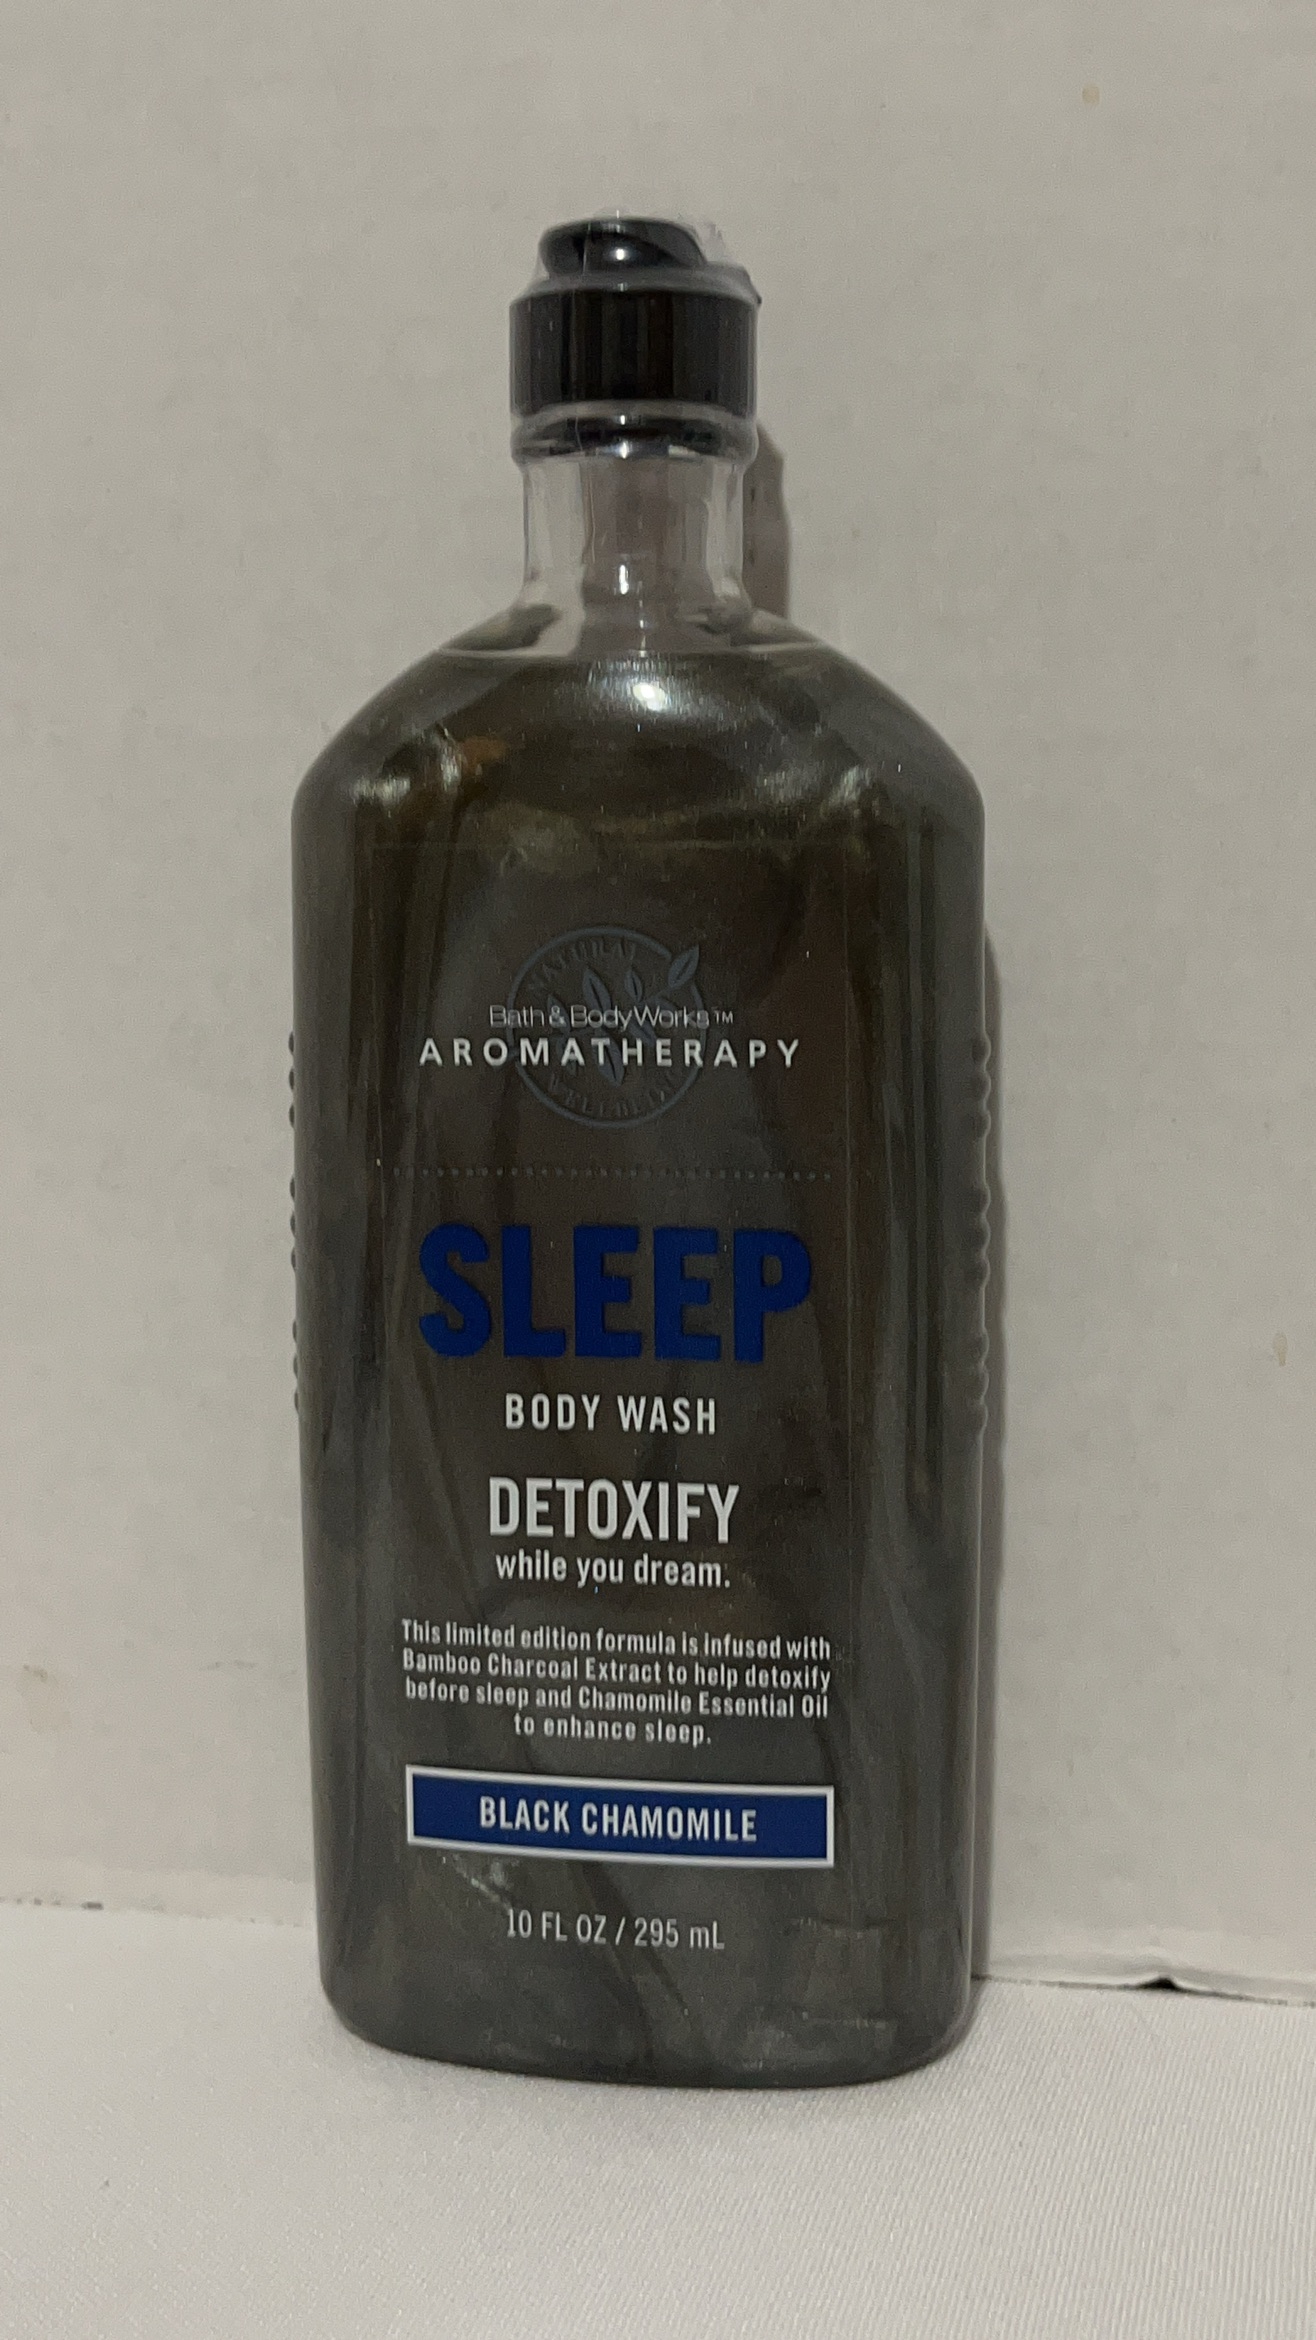 NATURAL
WELLBEING
Bath & Body Works™
AROMATHERAPY
SLEEP
BODY WASH
DETOXIFY
while you dream.
This limited edition formula is infused with
Bamboo Charcoal Extract to help detoxify
before sleep and Chamomile Essential Oil
to enhance sleep.
BLACK CHAMOMILE
10 FL OZ / 295 mL